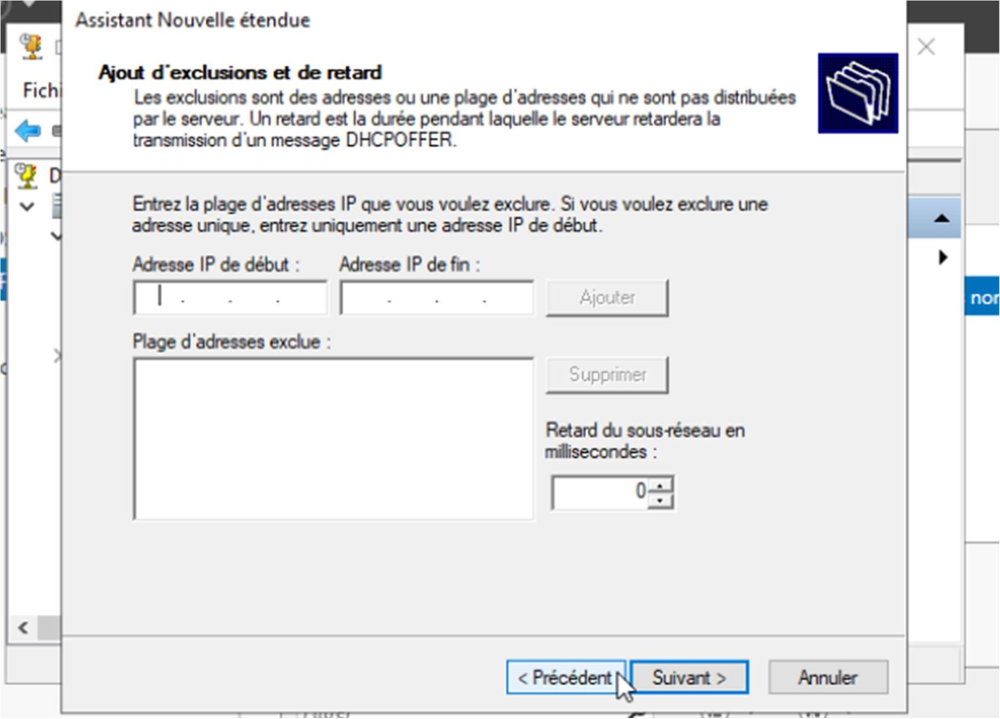 Assistant Nouvelle étendue
Fichi
Ajout d'exclusions et de retard
Les exclusions sont des adresses ou une plage d'adresses qui ne sont pas distribuées
par le serveur. Un retard est la durée pendant laquelle le serveur retardera la
transmission d'un message DHCPOFFER.
D
Entrez la plage d'adresses IP que vous voulez exclure. Si vous voulez exclure une
adresse unique, entrez uniquement une adresse IP de début.
Adresse IP de début :
Adresse IP de fin :
. . .
. . .
Ajouter
nor
Plage d'adresses exclue :
Supprimer
Retard du sous-réseau en
millisecondes :
0
< Précédent
Suivant >
Annuler